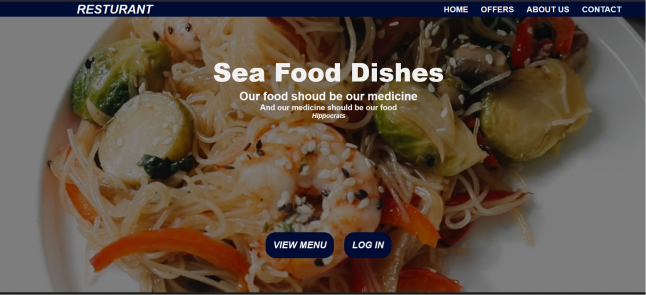 RESTURANT
HOME OFFERS ABOUT US CONTACT
Sea Food Dishes
Our food shoud be our medicine
And our medicine should be our food
Hippocrats
VIEW MENU LOG IN